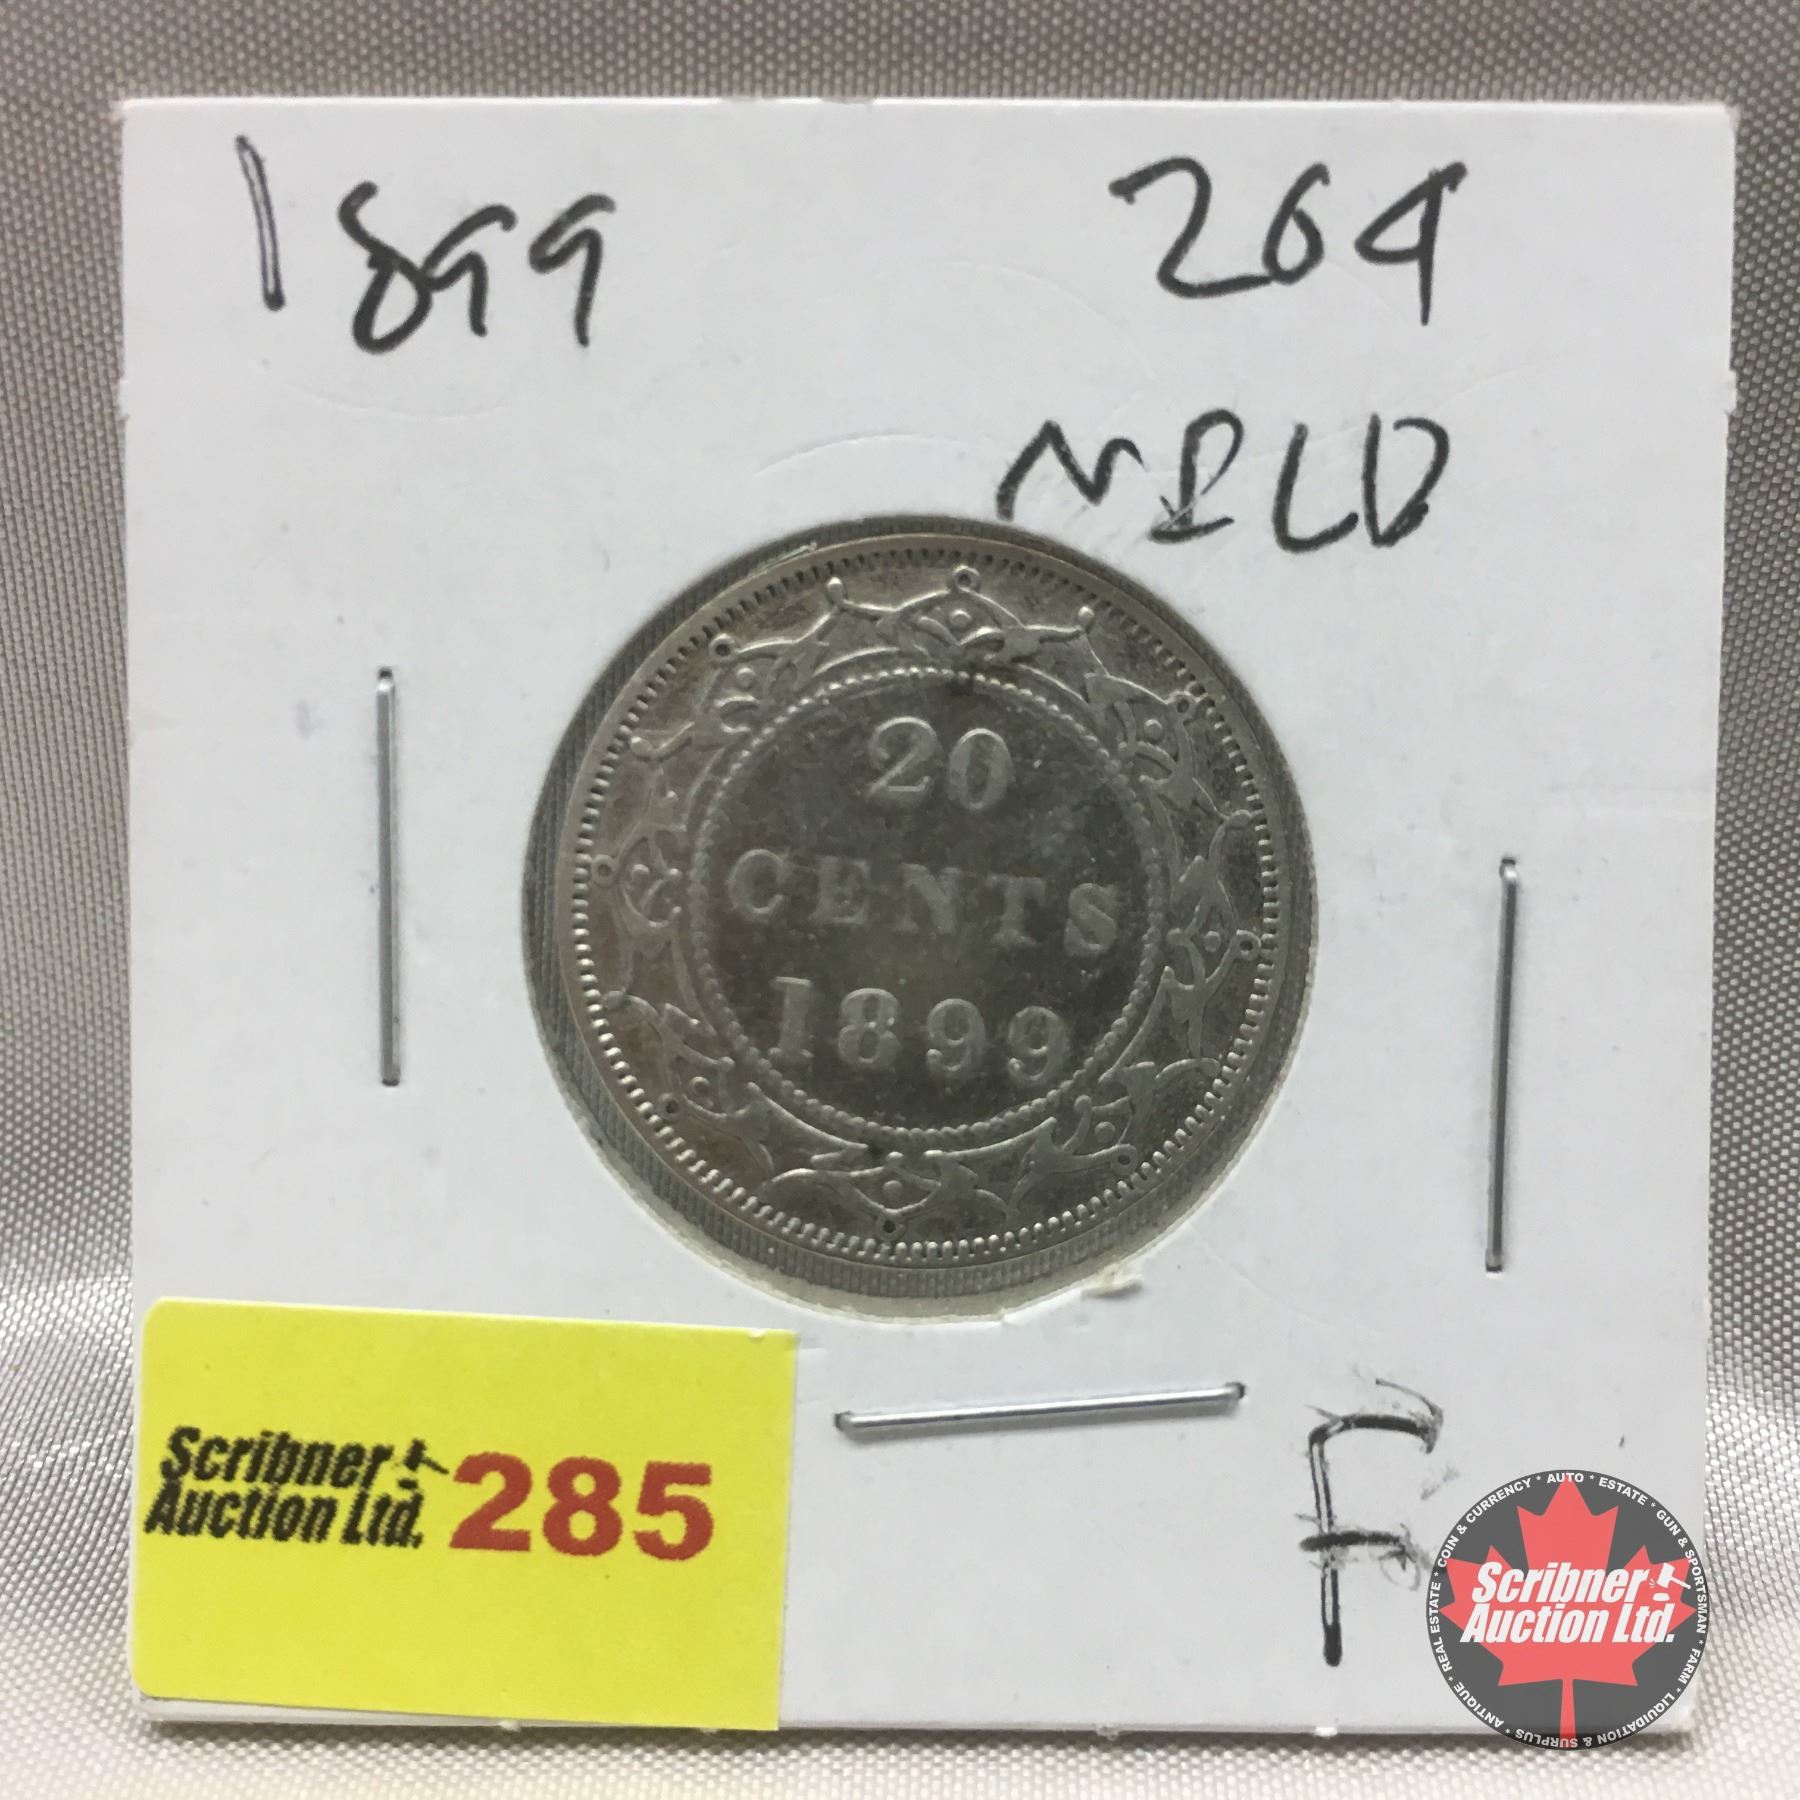 1899 20¢
NFLD
20
CENTS
1899
Scribner
Auction Ltd. 285
F
COIN & CURRENCY * AUTO * ESTATE * GUN & SPORTSMAN * FARM * LIQUIDATION & SURPLUS * ANTIQUE * REAL ESTATE *
Scribner
Auction Ltd.